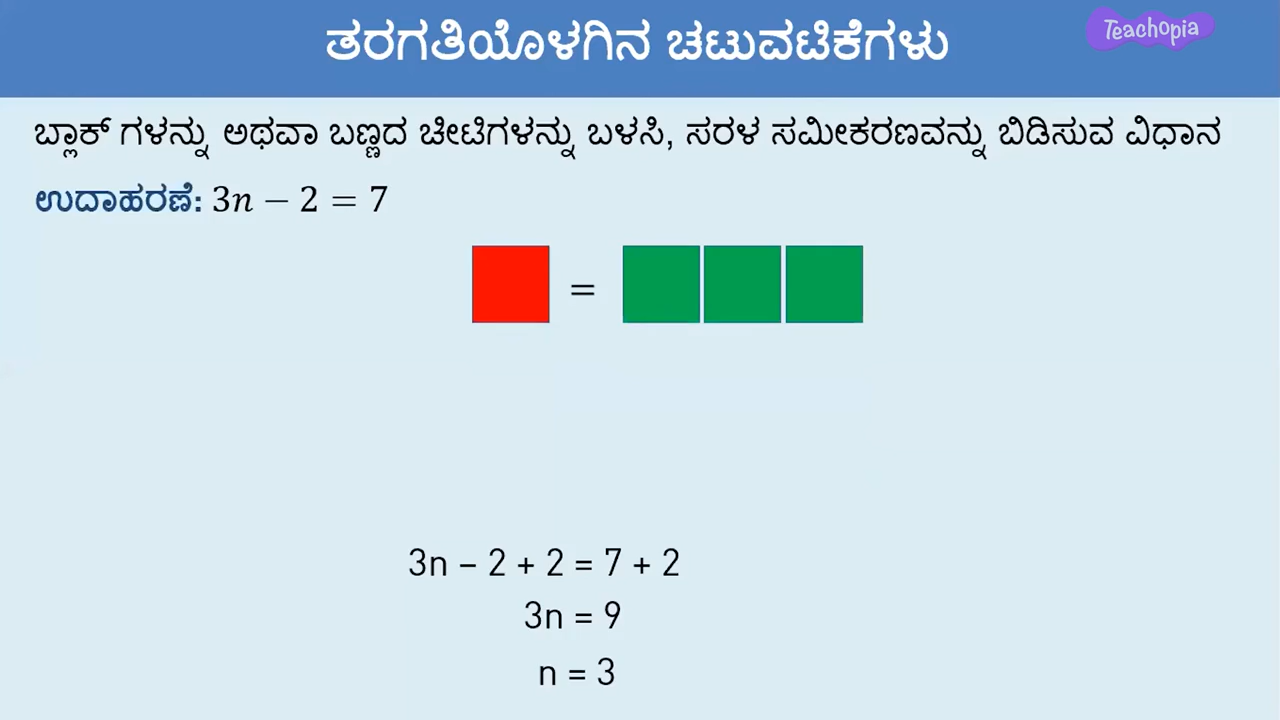 ತರಗತಿಯೊಳಗಿನ ಚಟುವಟಿಕೆಗಳು
Teachopia
ಬ್ಲಾಕ್ ಗಳನ್ನು ಅಥವಾ ಬಣ್ಣದ ಚೀಟಿಗಳನ್ನು ಬಳಸಿ, ಸರಳ ಸಮೀಕರಣವನ್ನು ಬಿಡಿಸುವ ವಿಧಾನ
ಉದಾಹರಣೆ: 3n − 2 = 7
=
3n – 2 + 2 = 7 + 2
3n = 9
n = 3